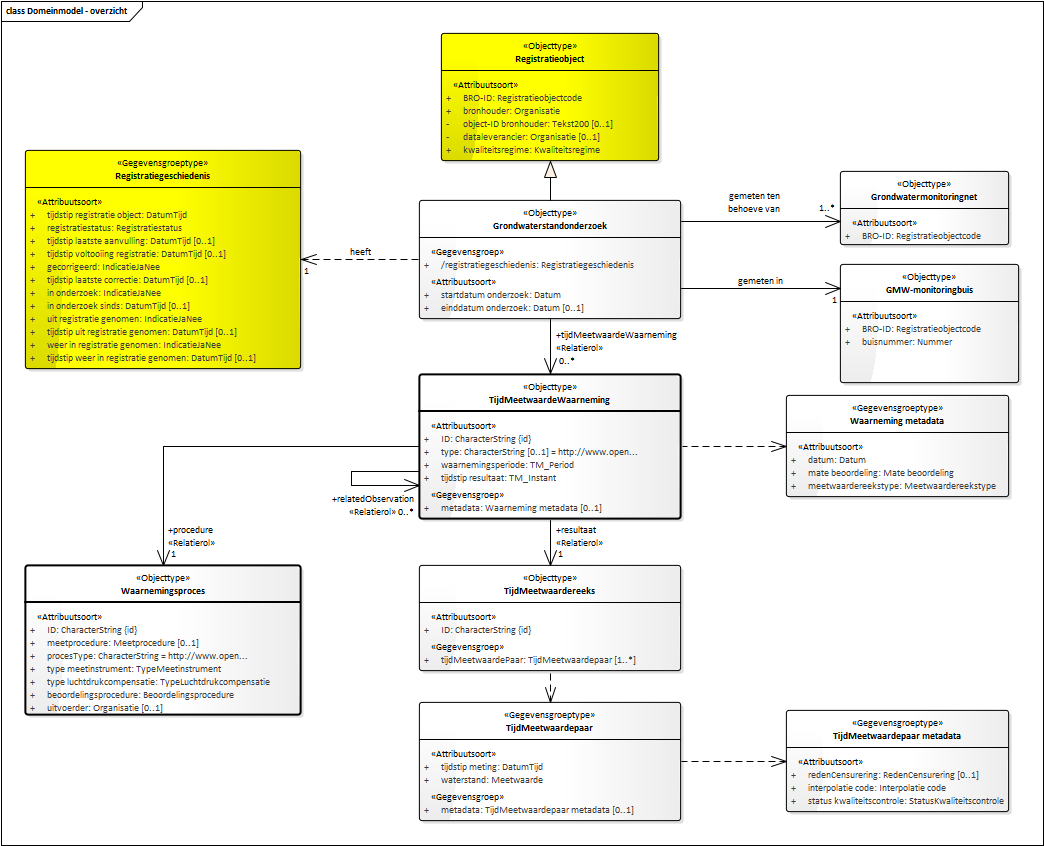 class Domeinmodel - overzicht
«Objecttype»
Registratieobject
«Attribuutsoort»
+ BRO-ID: Registratieobjectcode
+ bronhouder: Organisatie
- object-ID bronhouder: Tekst200 [0..1]
- dataleverancier: Organisatie [0..1]
+ kwaliteitsregime: Kwaliteitsregime
«Gegevensgroeptype»
Registratiegeschiedenis
«Attribuutsoort»
+ tijdstip registratie object: DatumTijd
+ registratiestatus: Registratiestatus
+ tijdstip laatste aanvulling: DatumTijd [0..1]
+ tijdstip voltooiing registratie: DatumTijd [0..1]
+ gecorrigeerd: IndicatieJaNee
+ tijdstip laatste correctie: DatumTijd [0..1]
+ in onderzoek: IndicatieJaNee
+ in onderzoek sinds: DatumTijd [0..1]
+ uit registratie genomen: IndicatieJaNee
+ tijdstip uit registratie genomen: DatumTijd [0..1]
+ weer in registratie genomen: IndicatieJaNee
+ tijdstip weer in registratie genomen: DatumTijd [0..1]
heeft
1
«Objecttype»
Grondwaterstandonderzoek
«Gegevensgroep»
+ /registratiegeschiedenis: Registratiegeschiedenis
«Attribuutsoort»
+ startdatum onderzoek: Datum
+ einddatum onderzoek: Datum [0..1]
gemeten ten
behoeve van
1..*
«Objecttype»
Grondwatermonitoringnet
«Attribuutsoort»
+ BRO-ID: Registratieobjectcode
gemeten in
1
«Objecttype»
GMW-monitoringbuis
«Attribuutsoort»
+ BRO-ID: Registratieobjectcode
+ buisnummer: Nummer
+tijdMeetwaardeWaarneming
«Relatierol»
0..*
«Objecttype»
TijdMeetwaardeWaarneming
«Attribuutsoort»
+ ID: CharacterString {id}
+ type: CharacterString [0..1] = http://www.open...
+ waarnemingsperiode: TM_Period
+ tijdstip resultaat: TM_Instant
«Gegevensgroep»
+ metadata: Waarneming metadata [0..1]
«Gegevensgroeptype»
Waarneming metadata
«Attribuutsoort»
+ datum: Datum
+ mate beoordeling: Mate beoordeling
+ meetwaardereekstype: Meetwaardereekstype
+relatedObservation
«Relatierol» 0..*
+procedure
«Relatierol»
1
+resultaat
«Relatierol»
1
«Objecttype»
Waarnemingsproces
«Attribuutsoort»
+ ID: CharacterString {id}
+ meetprocedure: Meetprocedure [0..1]
+ procesType: CharacterString = http://www.open...
+ type meetinstrument: TypeMeetinstrument
+ type luchtdrukcompensatie: TypeLuchtdrukcompensatie
+ beoordelingsprocedure: Beoordelingsprocedure
+ uitvoerder: Organisatie [0..1]
«Objecttype»
TijdMeetwaardereeks
«Attribuutsoort»
+ ID: CharacterString {id}
«Gegevensgroep»
+ tijdMeetwaardePaar: TijdMeetwaardepaar [1..*]
«Gegevensgroeptype»
TijdMeetwaardepaar
«Attribuutsoort»
+ tijdstip meting: DatumTijd
+ waterstand: Meetwaarde
«Gegevensgroep»
+ metadata: TijdMeetwaardepaar metadata [0..1]
«Gegevensgroeptype»
TijdMeetwaardepaar metadata
«Attribuutsoort»
+ redenCensurering: RedenCensurering [0..1]
+ interpolatie code: Interpolatie code
+ status kwaliteitscontrole: StatusKwaliteitscontrole